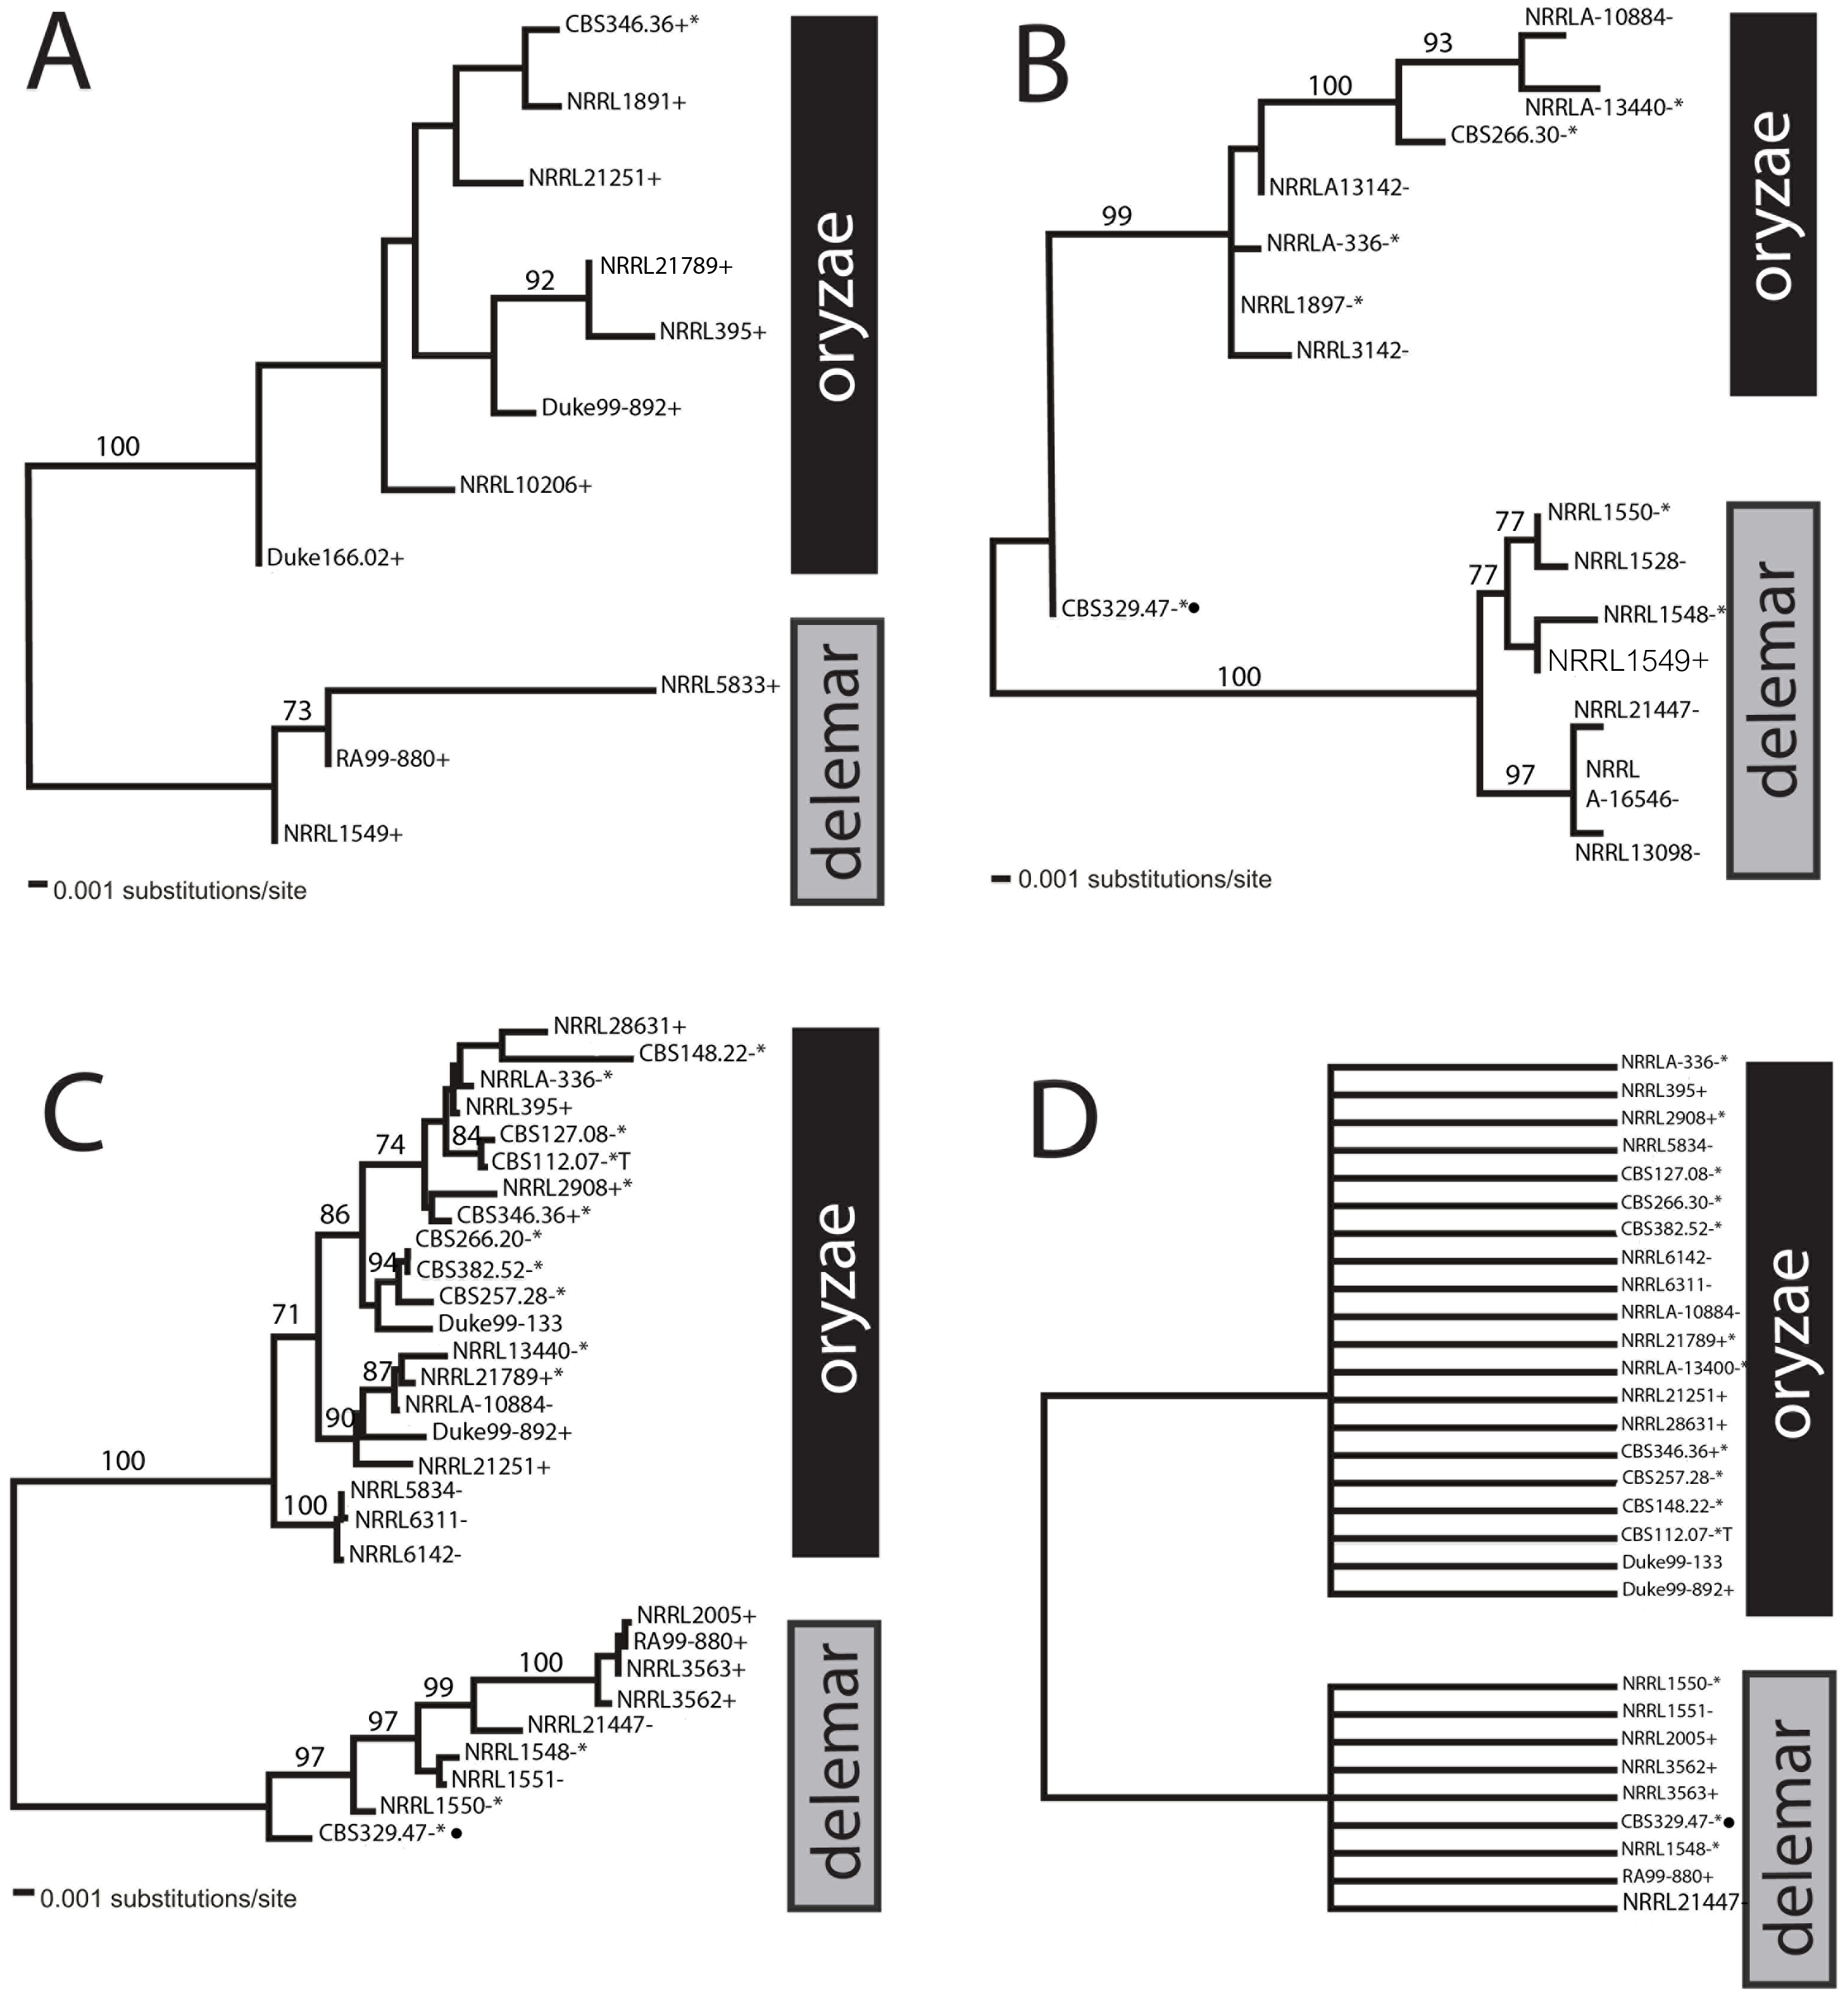 A
CBS346.36+*
NRRL1891+
NRRL21251+
92
NRRL21789+
NRRL395+
Duke99-892+
100
NRRL10206+
Duke166.02+
oryzae
73
NRRL5833+
RA99-880+
NRRL1549+
delemar
0.001 substitutions/site
B
NRRLA-10884-
93
100
NRRLA-13440-*
CBS266.30-*
NRRLA13142-
99
NRRLA-336-*
NRRL1897-*
NRRL3142-
oryzae
77
NRRL1550-*
NRRL1528-
77
CBS329.47-*●
NRRL1548-*
NRRL1549+
100
NRRL21447-
97
NRRL
A-16546-
NRRL13098-
delemar
0.001 substitutions/site
C
NRRL28631+
CBS148.22-*
NRRLA-336-*
NRRL395+
84
CBS127.08-*
74
CBS112.07-*T
NRRL2908+*
86
CBS346.36+*
CBS266.20-*
94
CBS382.52-*
CBS257.28-*
71
Duke99-133
NRRL13440-*
87
NRRL21789+*
NRRLA-10884-
90
Duke99-892+
100
NRRL21251+
NRRL5834-
100
NRRL6311-
NRRL6142-
oryzae
NRRL2005+
RA99-880+
100
NRRL3563+
99
NRRL3562+
97
NRRL21447-
97
NRRL1548-*
NRRL1551-
NRRL1550-*
CBS329.47-*●
delemar
0.001 substitutions/site
D
NRRLA-336-*
NRRL395+
NRRL2908+*
NRRL5834-
CBS127.08-*
CBS266.30-*
CBS382.52-*
NRRL6142-
NRRL6311-
NRRLA-10884-
NRRL21789+*
NRRLA-13400-*
NRRL21251+
NRRL28631+
CBS346.36+*
CBS257.28-*
CBS148.22-*
CBS112.07-*T
Duke99-133
Duke99-892+
oryzae
NRRL1550-*
NRRL1551-
NRRL2005+
NRRL3562+
NRRL3563+
CBS329.47-*●
NRRL1548-*
RA99-880+
NRRL21447-
delemar